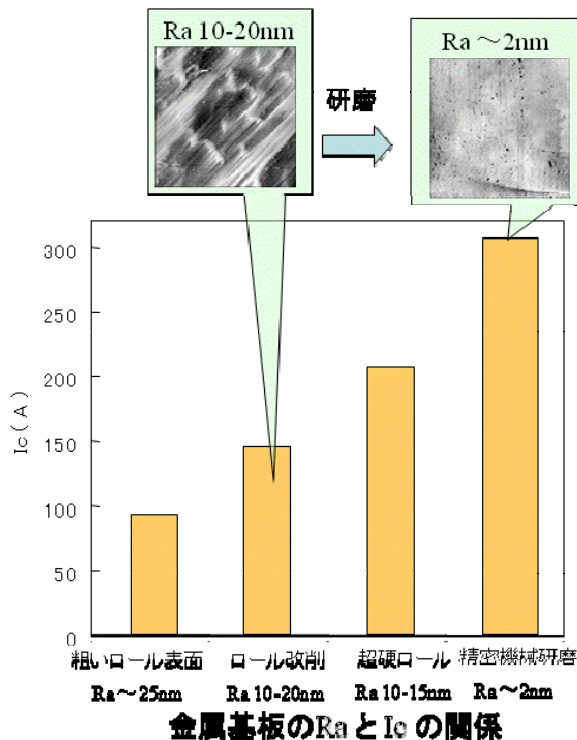 Ra 10-20nm
Ra ～2nm
研磨
300
250
200
150
100
50
0
Ic(A)
粗いロール表面 ロール改削 超硬ロール 精密機械研磨
Ra～25nm Ra 10-20nm Ra 10-15nm Ra～2nm
金属基板のRaとIcの関係